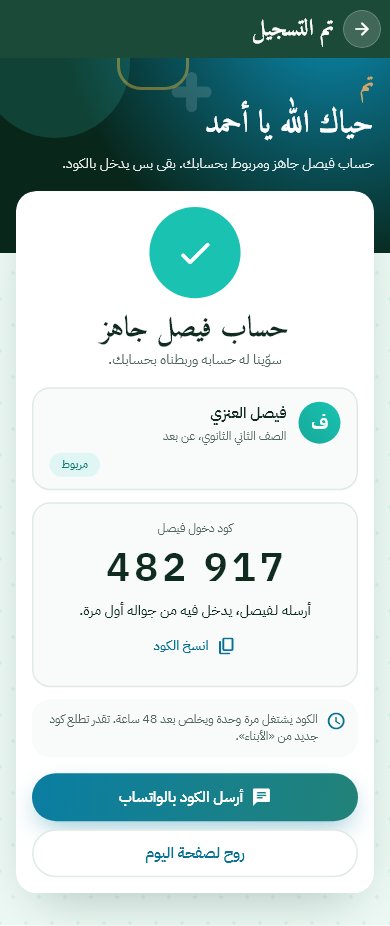 تم التسجيل
تم
حياك الله يا أحمد
حساب فيصل جاهز ومربوط بحسابك. بقى بس يدخل بالكود.
حساب فيصل جاهز
سوّينا له حسابه وربطناه بحسابك.
ف
فيصل العنزي
الصف الثاني الثانوي، عن بعد
مربوط
كود دخول فيصل
482 917
أرسله لفيصل، يدخل فيه من جواله أول مرة.
انسخ الكود
الكود يشتغل مرة وحدة ويخلص بعد 48 ساعة. تقدر تطلع كود
جديد من «الأبناء».
أرسل الكود بالواتساب
روح لصفحة اليوم